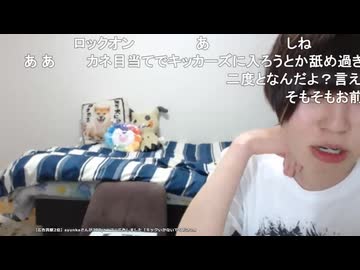 ロックオン
あ
しね
ああ
カネ目当てでキッカーズに入ろうとか舐め過ぎ
二度となんだよ？言え
そもそもお前